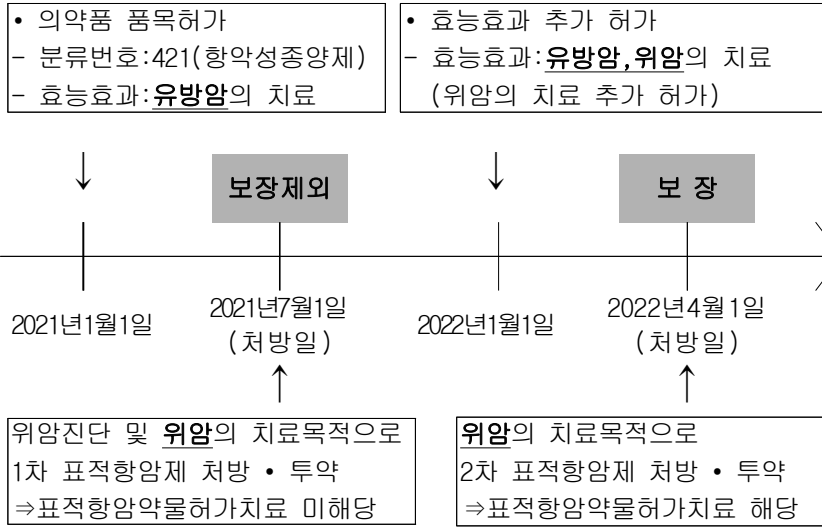 • 의약품 품목허가
- 분류번호:421(항악성종양제)
- 효능효과:유방암의 치료
• 효능효과 추가 허가
- 효능효과:유방암,위암의 치료
(위암의 치료 추가 허가)
보장제외
보 장
2021년1월1일
2021년7월1일
(처방일)
2022년1월1일
2022년4월1일
(처방일)
위암진단 및 위암의 치료목적으로
1차 표적항암제 처방 • 투약
⇒표적항암약물허가치료 미해당
위암의 치료목적으로
2차 표적항암제 처방 • 투약
⇒표적항암약물허가치료 해당